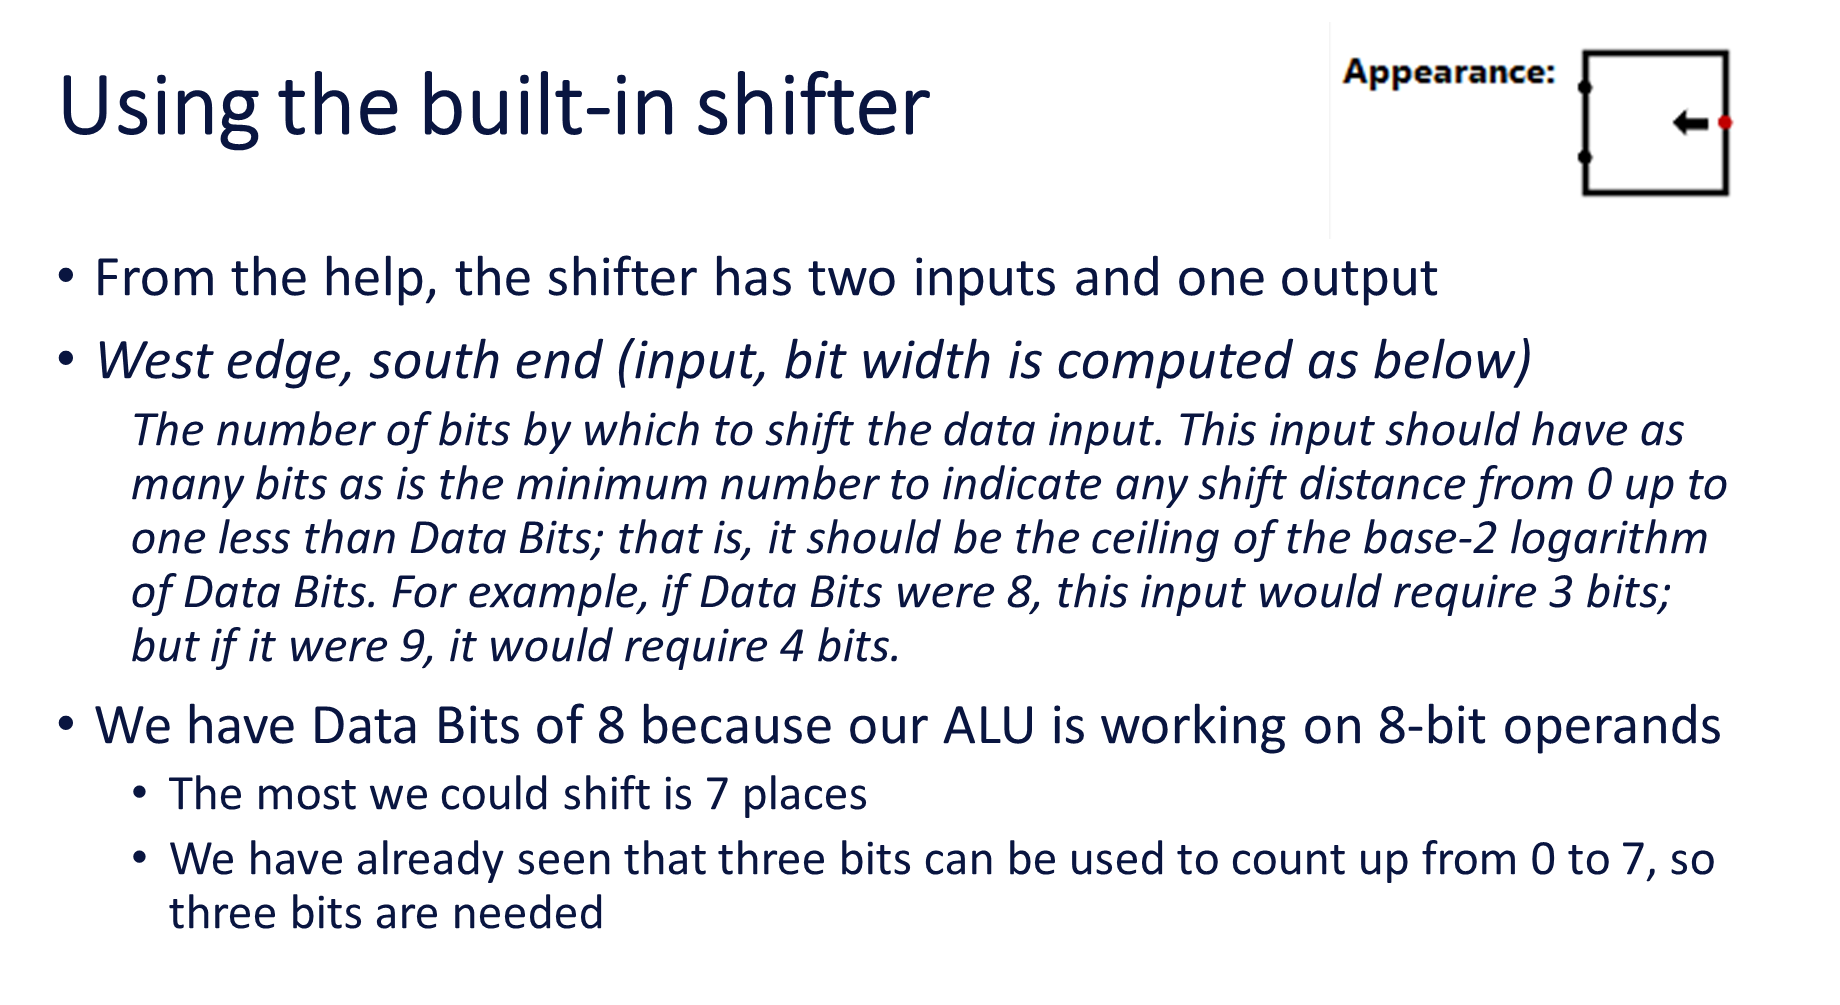 Using the built-in shifter
Appearance:
• From the help, the shifter has two inputs and one output
• West edge, south end (input, bit width is computed as below)
The number of bits by which to shift the data input. This input should have as
many bits as is the minimum number to indicate any shift distance from 0 up to
one less than Data Bits; that is, it should be the ceiling of the base-2 logarithm
of Data Bits. For example, if Data Bits were 8, this input would require 3 bits;
but if it were 9, it would require 4 bits.
• We have Data Bits of 8 because our ALU is working on 8-bit operands
• The most we could shift is 7 places
• We have already seen that three bits can be used to count up from 0 to 7, so
three bits are needed